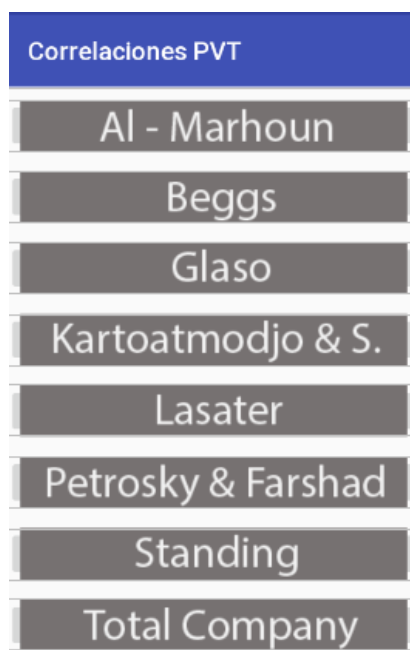 Correlaciones PVT
Al - Marhoun
Beggs
Glaso
Kartoatmodjo & S.
Lasater
Petrosky & Farshad
Standing
Total Company